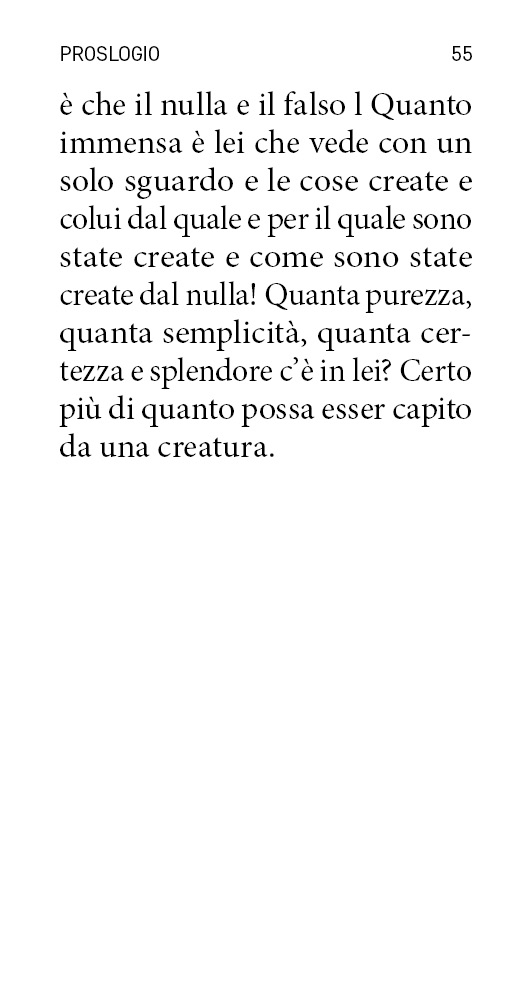 PROSLOGIO 55
è che il nulla e il falso l Quanto
immensa è lei che vede con un
solo sguardo e le cose create e
colui dal quale e per il quale sono
state create e come sono state
create dal nulla! Quanta purezza,
quanta semplicità, quanta cer-
tezza e splendore c’è in lei? Certo
più di quanto possa esser capito
da una creatura.